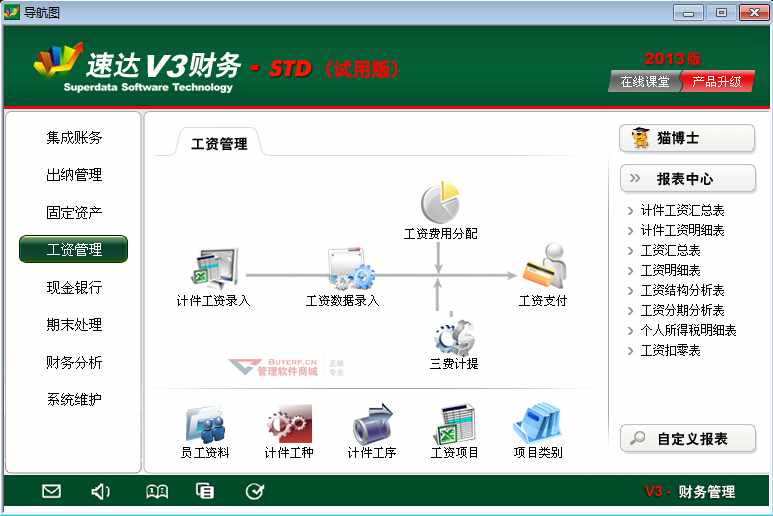 导航图
速达V3财务 - STD（试用版）
Superdata Software Technology
2013版
在线课堂 产品升级
集成账务
出纳管理
固定资产
工资管理
现金银行
期末处理
财务分析
系统维护
工资管理
工资费用分配
计件工资录入
工资数据录入
工资支付
三费计提
BUYERP.CN
管理软件商城
正版
专业
员工资料
计件工种
计件工序
工资项目
项目类别
猫博士
报表中心
计件工资汇总表
计件工资明细表
工资汇总表
工资明细表
工资结构分析表
工资分期分析表
个人所得税明细表
工资扣零表
自定义报表
V3 - 财务管理